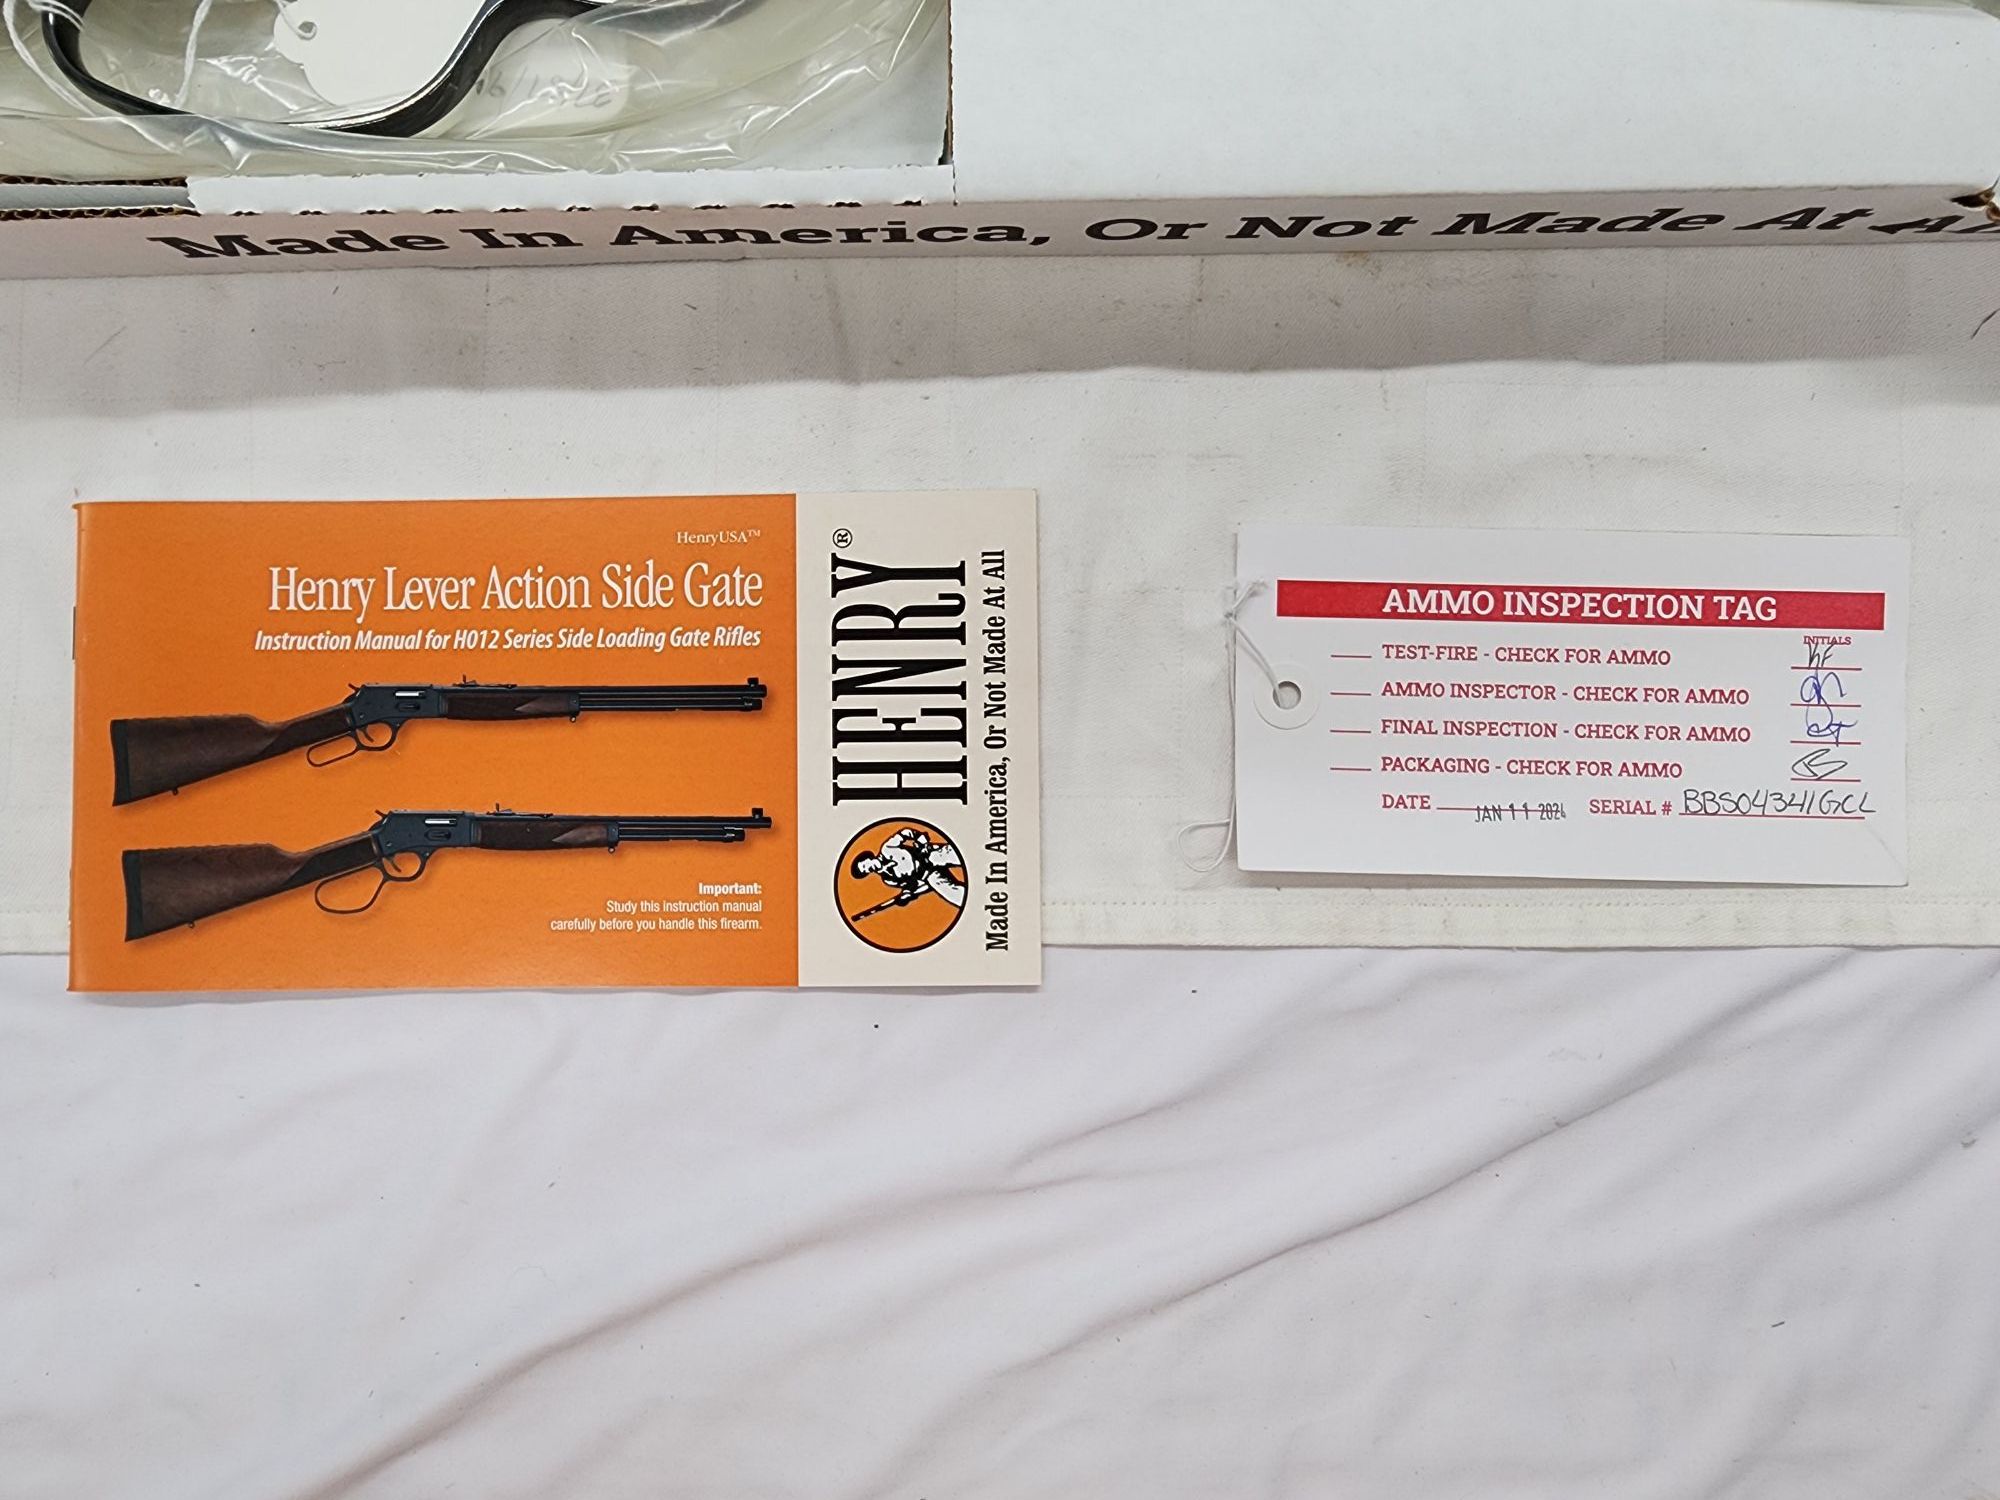 Made In America, Or Not Made At
HenryUSA™
Henry Lever Action Side Gate
Instruction Manual for H012 Series Side Loading Gate Rifles
Important:
Study this instruction manual
carefully before you handle this firearm.
HENRY®
Made In America, Or Not Made At All
AMMO INSPECTION TAG
INITIALS
TEST-FIRE - CHECK FOR AMMO
AMMO INSPECTOR - CHECK FOR AMMO
FINAL INSPECTION - CHECK FOR AMMO
PACKAGING - CHECK FOR AMMO
DATE JAN 11 2024 SERIAL # BBS04341GCL